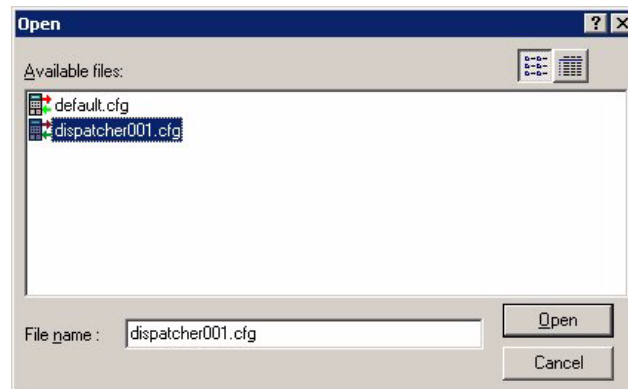 Open
Available files:
default.cfg
dispatcher001.cfg
File name : dispatcher001.cfg
Open
Cancel